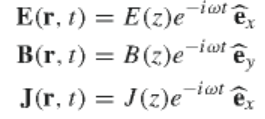 E(r, t) = E(z)e^{-iωt} ê_x
B(r, t) = B(z)e^{-iωt} ê_y
J(r, t) = J(z)e^{-iωt} ê_x